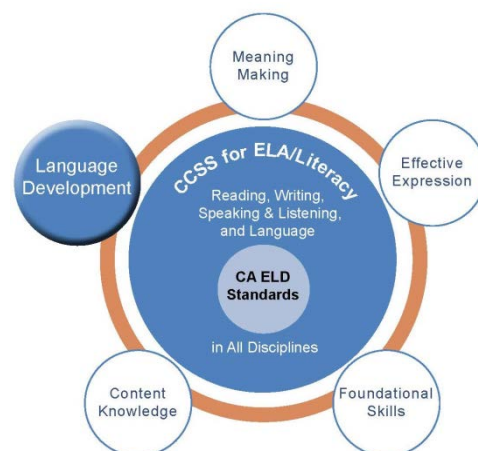 Meaning
Making
Language
Development
Effective
Expression
CCSS for ELA/Literacy
Reading, Writing,
Speaking & Listening,
and Language
CA ELD
Standards
in All Disciplines
Content
Knowledge
Foundational
Skills